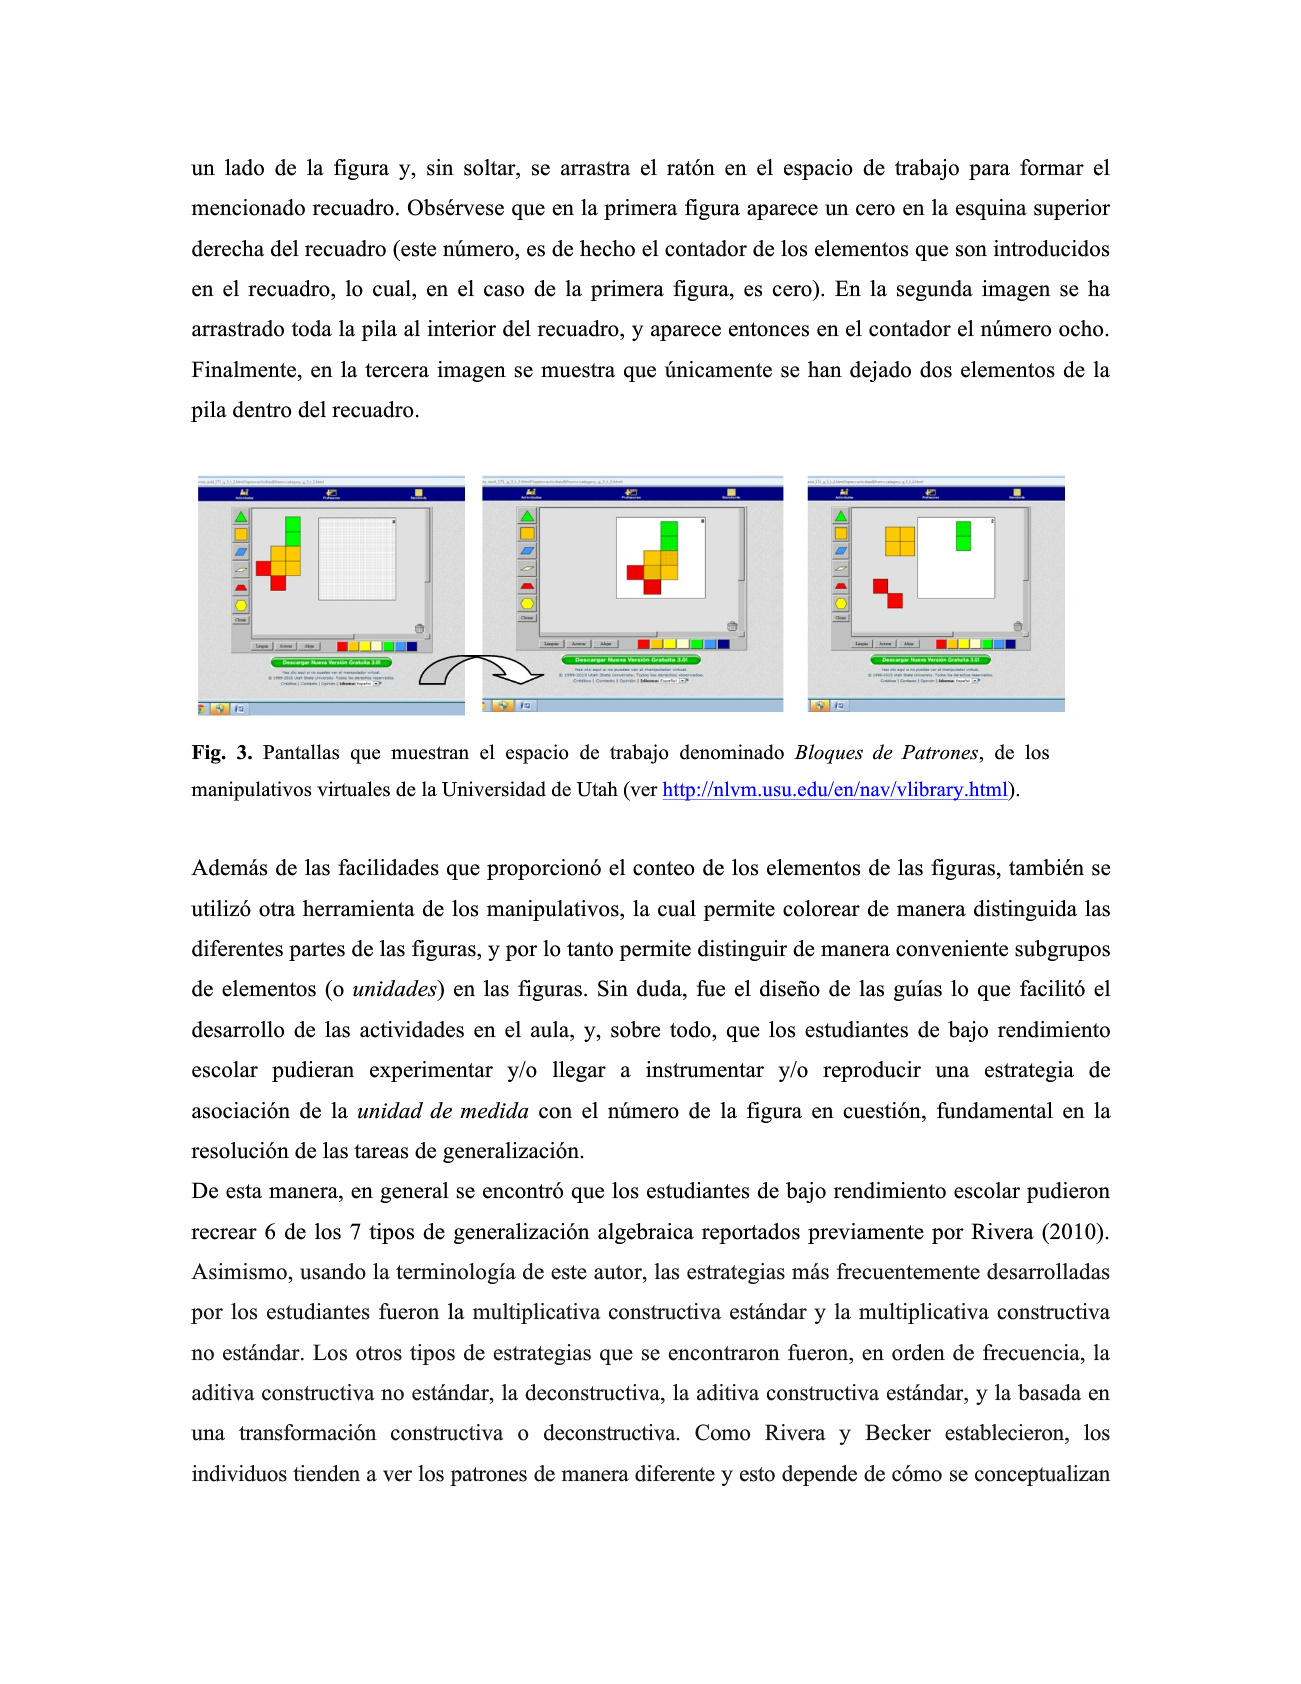 un lado de la figura y, sin soltar, se arrastra el ratón en el espacio de trabajo para formar el
mencionado recuadro. Obsérvese que en la primera figura aparece un cero en la esquina superior
derecha del recuadro (este número, es de hecho el contador de los elementos que son introducidos
en el recuadro, lo cual, en el caso de la primera figura, es cero). En la segunda imagen se ha
arrastrado toda la pila al interior del recuadro, y aparece entonces en el contador el número ocho.
Finalmente, en la tercera imagen se muestra que únicamente se han dejado dos elementos de la
pila dentro del recuadro.
Descargar Nueva Versión Gratuita 3.0!
Descargar Nueva Versión Gratuita 3.0!
Descargar Nueva Versión Gratuita 3.0!
Fig. 3. Pantallas que muestran el espacio de trabajo denominado Bloques de Patrones, de los
manipulativos virtuales de la Universidad de Utah (ver http://nlvm.usu.edu/en/nav/vlibrary.html).
Además de las facilidades que proporcionó el conteo de los elementos de las figuras, también se
utilizó otra herramienta de los manipulativos, la cual permite colorear de manera distinguida las
diferentes partes de las figuras, y por lo tanto permite distinguir de manera conveniente subgrupos
de elementos (o unidades) en las figuras. Sin duda, fue el diseño de las guías lo que facilitó el
desarrollo de las actividades en el aula, y, sobre todo, que los estudiantes de bajo rendimiento
escolar pudieran experimentar y/o llegar a instrumentar y/o reproducir una estrategia de
asociación de la unidad de medida con el número de la figura en cuestión, fundamental en la
resolución de las tareas de generalización.
De esta manera, en general se encontró que los estudiantes de bajo rendimiento escolar pudieron
recrear 6 de los 7 tipos de generalización algebraica reportados previamente por Rivera (2010).
Asimismo, usando la terminología de este autor, las estrategias más frecuentemente desarrolladas
por los estudiantes fueron la multiplicativa constructiva estándar y la multiplicativa constructiva
no estándar. Los otros tipos de estrategias que se encontraron fueron, en orden de frecuencia, la
aditiva constructiva no estándar, la deconstructiva, la aditiva constructiva estándar, y la basada en
una transformación constructiva o deconstructiva. Como Rivera y Becker establecieron, los
individuos tienden a ver los patrones de manera diferente y esto depende de cómo se conceptualizan